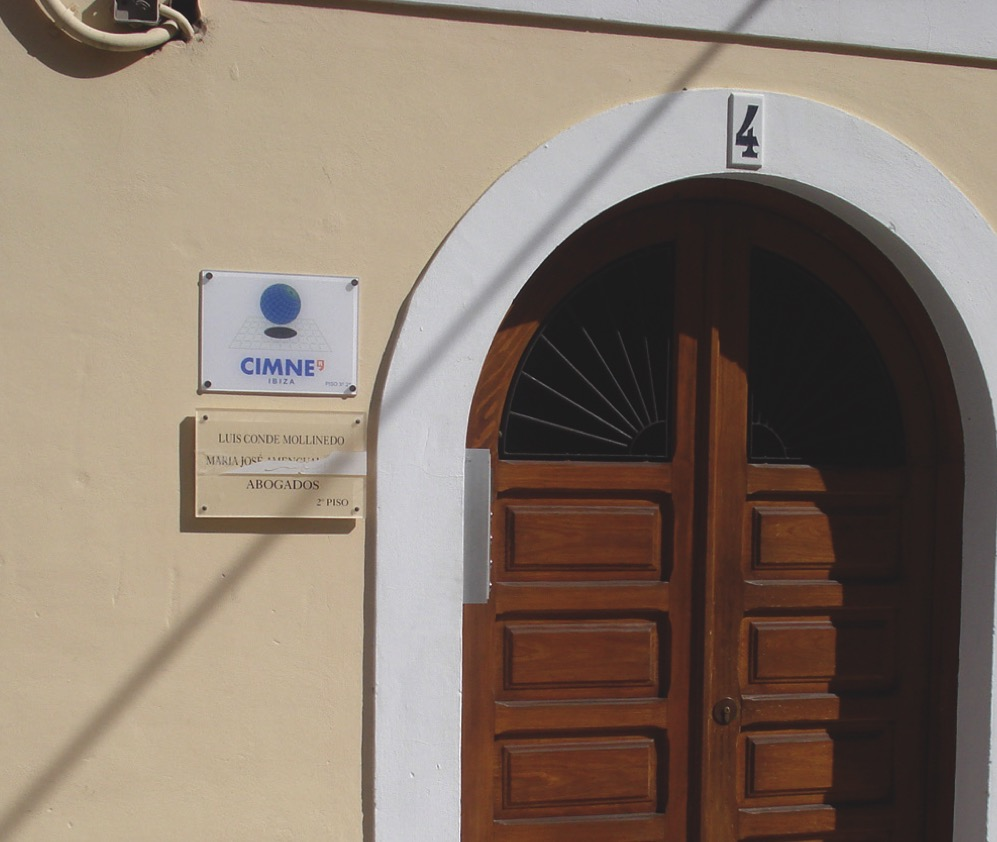 4
CIMNE
IBIZA
LUIS CONDE MOLLINEDO
MARIA JOSÉ
ABOGADOS
2º PISO